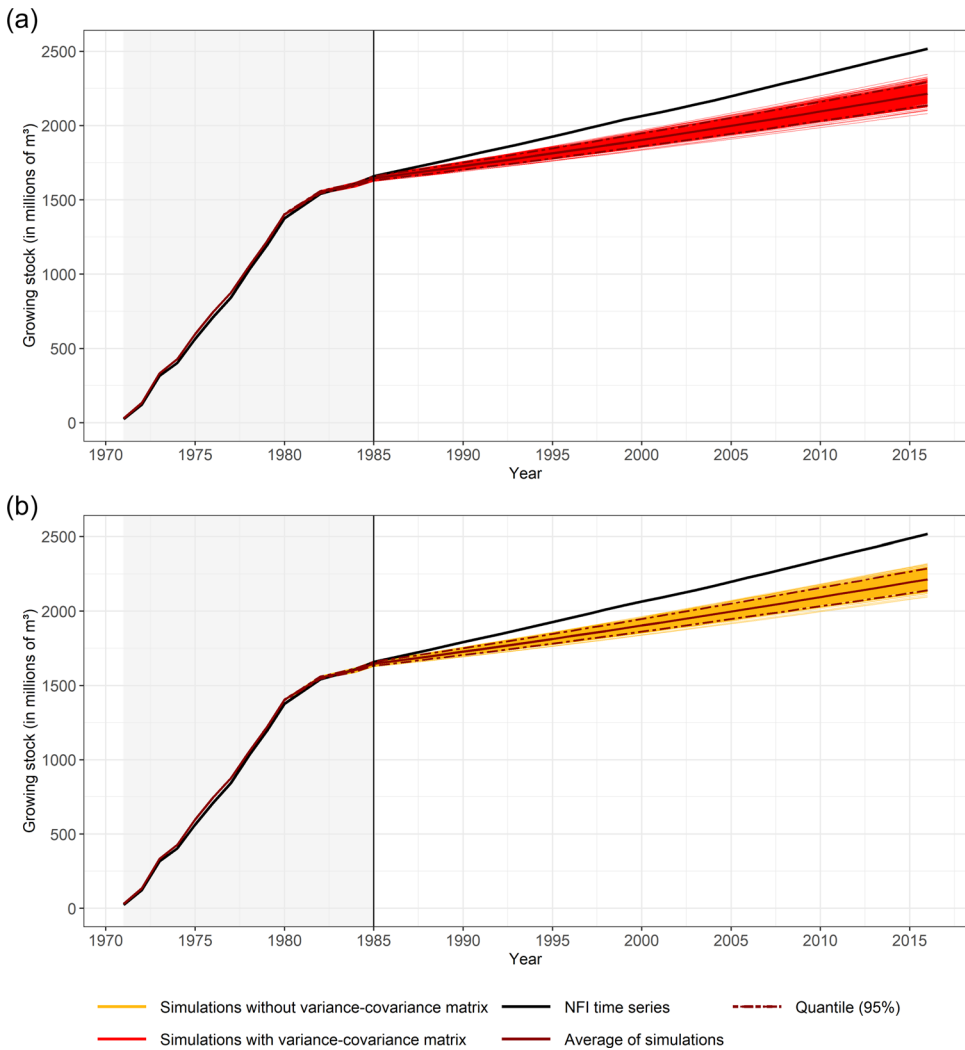 (a)
2500
2000
1500
1000
500
0
Growing stock (in millions of m³)
1970 1975 1980 1985 1990 1995 2000 2005 2010 2015
Year
(b)
2500
2000
1500
1000
500
0
Growing stock (in millions of m³)
1970 1975 1980 1985 1990 1995 2000 2005 2010 2015
Year
Simulations without variance-covariance matrix NFI time series Quantile (95%)
Simulations with variance-covariance matrix Average of simulations